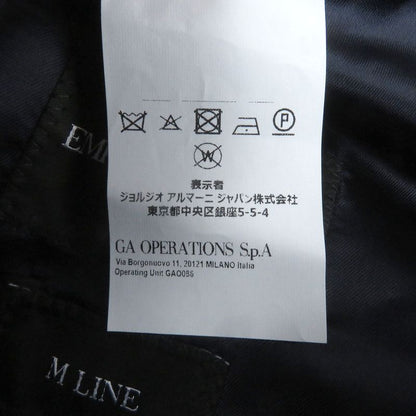 P
W
表示者
ジョルジオ アルマーニ ジャパン株式会社
東京都中央区銀座5-5-4
GA OPERATIONS S.p.A
Via Borgonuovo 11, 20121 MILANO Italia
Operating Unit GAO086
M LINE